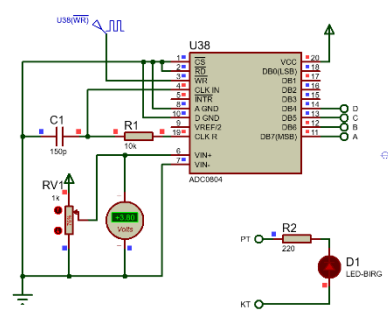 U38(WR)
U38
1 CS VCC 20
2 RD DB0(LSB) 18
3 WR DB1 17
4 CLK IN DB2 16
5 INTR DB3 15
8 A GND DB4 14 D
10 D GND DB5 13 C
9 VREF/2 DB6 12 B
19 CLK R DB7(MSB) 11 A
6 VIN+
7 VIN-
ADC0804
C1
150p
R1
10k
RV1
1k
+3.80
Volts
PT
R2
220
D1
LED-BIRG
KT